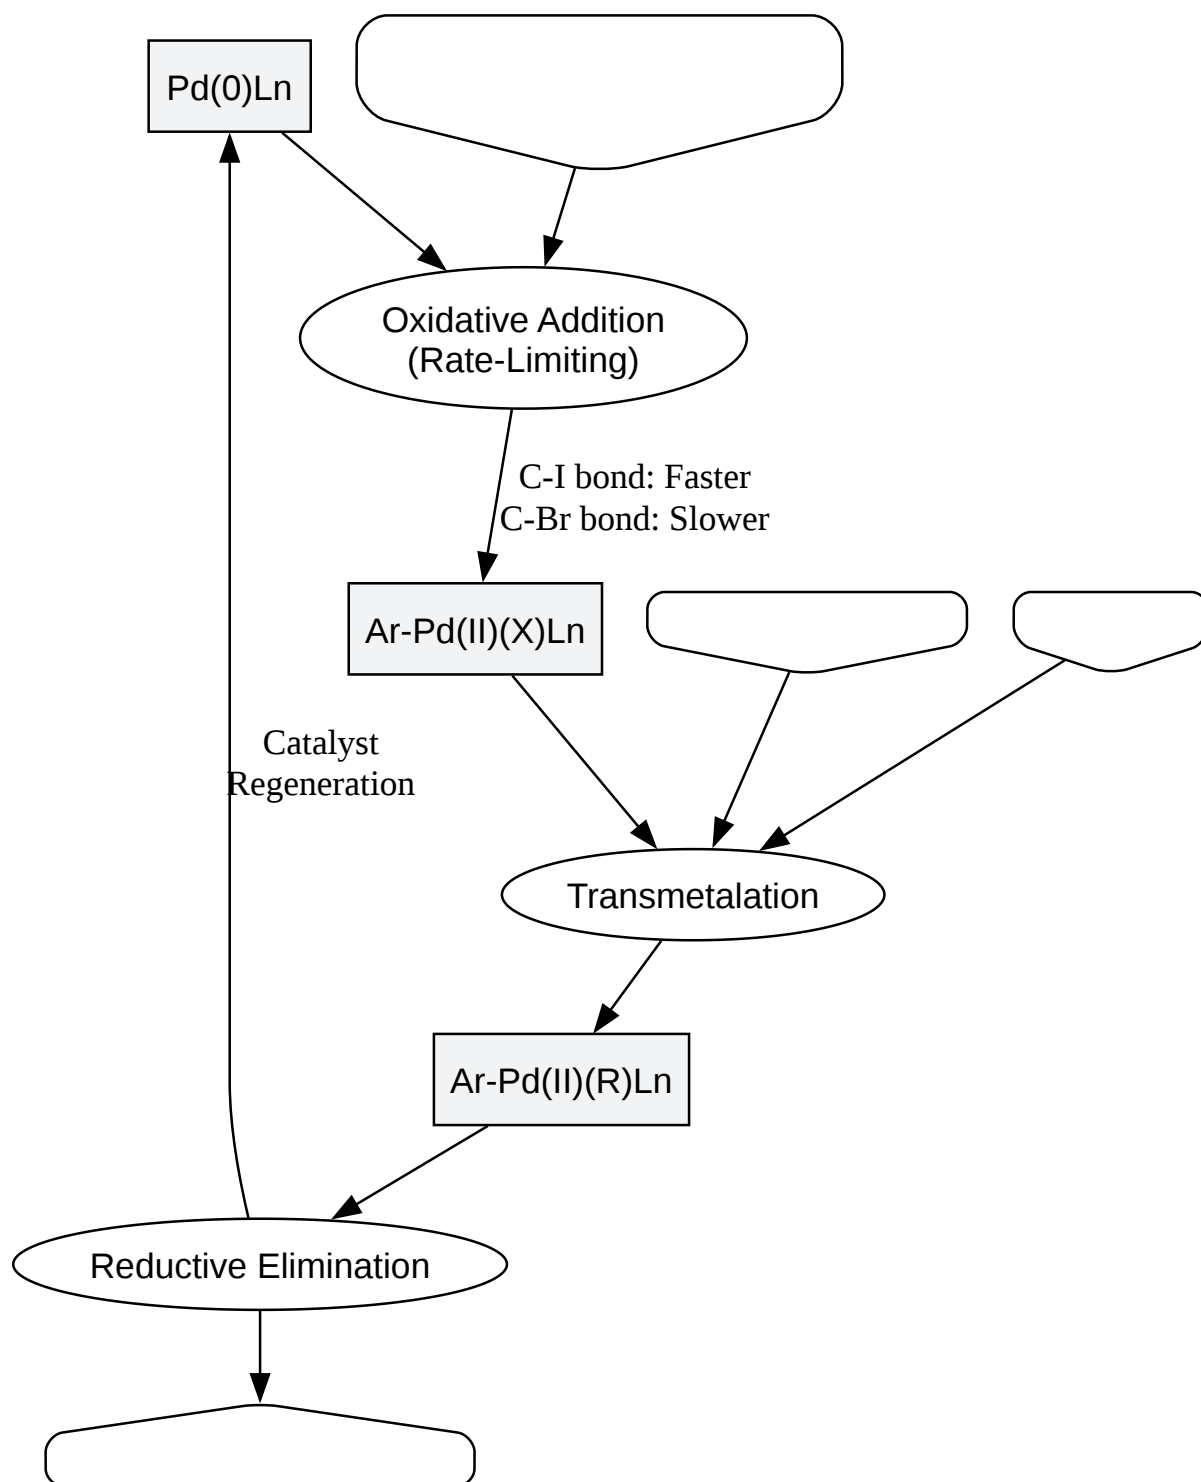 Pd(0)Ln
Oxidative Addition
(Rate-Limiting)
C-I bond: Faster
C-Br bond: Slower
Ar-Pd(II)(X)Ln
Catalyst
Regeneration
Transmetalation
Ar-Pd(II)(R)Ln
Reductive Elimination